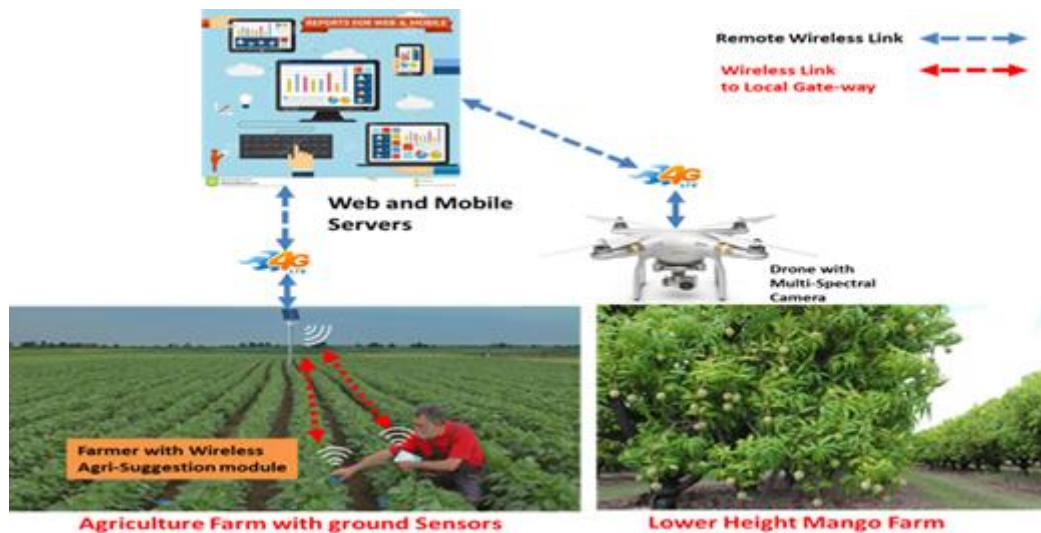 REPORTS FOR WEB & MOBILE
Remote Wireless Link
Wireless Link
to Local Gate-way
4G
LTE
Web and Mobile
Servers
4G
LTE
Drone with
Multi-Spectral
Camera
Farmer with Wireless
Agri-Suggestion module
Agriculture Farm with ground Sensors
Lower Height Mango Farm